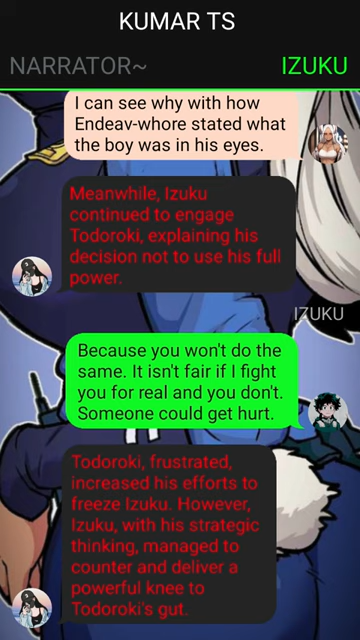 KUMAR TS
NARRATOR~
IZUKU
I can see why with how
Endeav-whore stated what
the boy was in his eyes.
Meanwhile, Izuku
continued to engage
Todoroki, explaining his
decision not to use his full
power.
IZUKU
Because you won't do the
same. It isn't fair if I fight
you for real and you don't.
Someone could get hurt.
Todoroki, frustrated,
increased his efforts to
freeze Izuku. However,
Izuku, with his strategic
thinking, managed to
counter and deliver a
powerful knee to
Todoroki's gut.